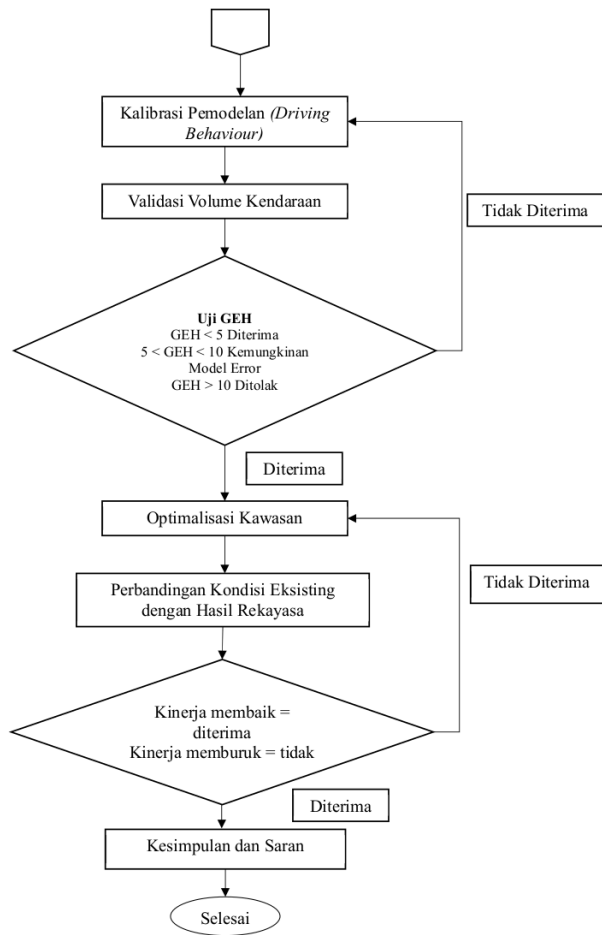 Kalibrasi Pemodelan (Driving
Behaviour)
Validasi Volume Kendaraan
Tidak Diterima
Uji GEH
GEH < 5 Diterima
5 < GEH < 10 Kemungkinan
Model Error
GEH > 10 Ditolak
Diterima
Optimalisasi Kawasan
Perbandingan Kondisi Eksisting
dengan Hasil Rekayasa
Tidak Diterima
Kinerja membaik =
diterima
Kinerja memburuk = tidak
Diterima
Kesimpulan dan Saran
Selesai